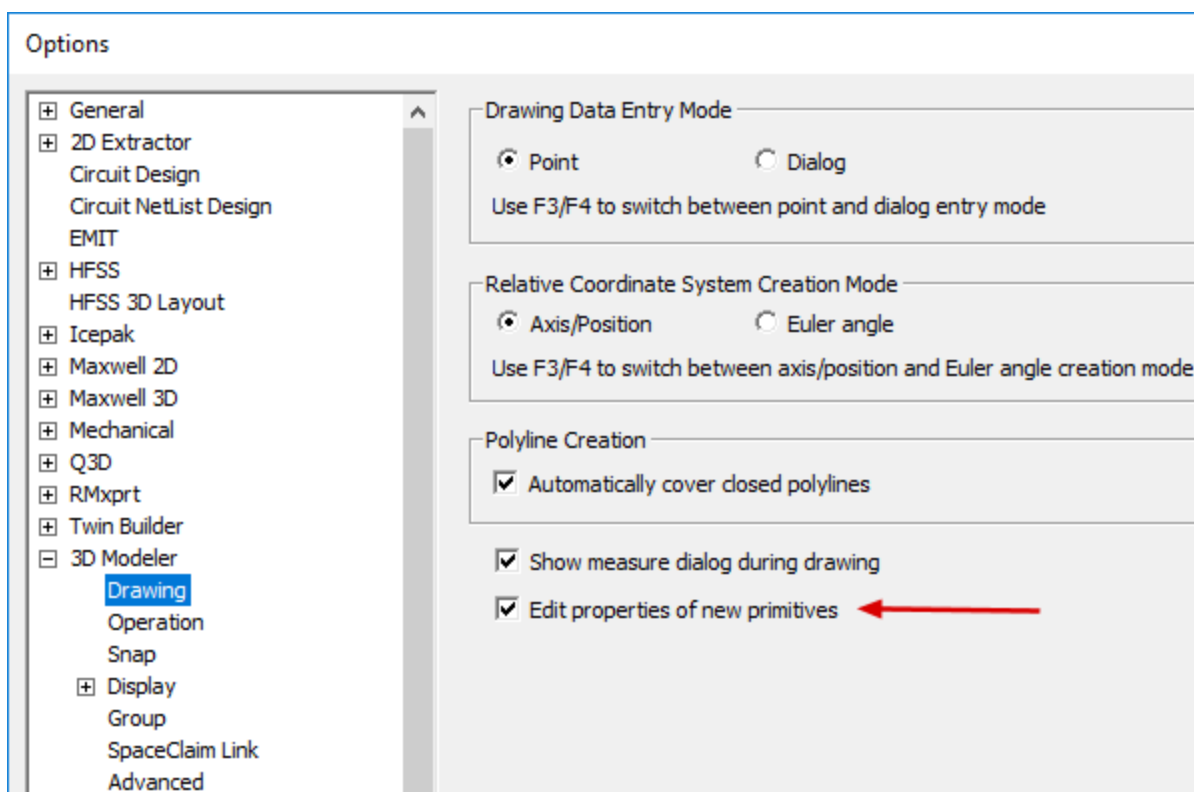 Options
General
2D Extractor
Circuit Design
Circuit NetList Design
EMIT
HFSS
HFSS 3D Layout
Icepak
Maxwell 2D
Maxwell 3D
Mechanical
Q3D
RMxprt
Twin Builder
3D Modeler
Drawing
Operation
Snap
Display
Group
SpaceClaim Link
Advanced
Drawing Data Entry Mode
Point Dialog
Use F3/F4 to switch between point and dialog entry mode
Relative Coordinate System Creation Mode
Axis/Position Euler angle
Use F3/F4 to switch between axis/position and Euler angle creation mode
Polyline Creation
Automatically cover closed polylines
Show measure dialog during drawing
Edit properties of new primitives